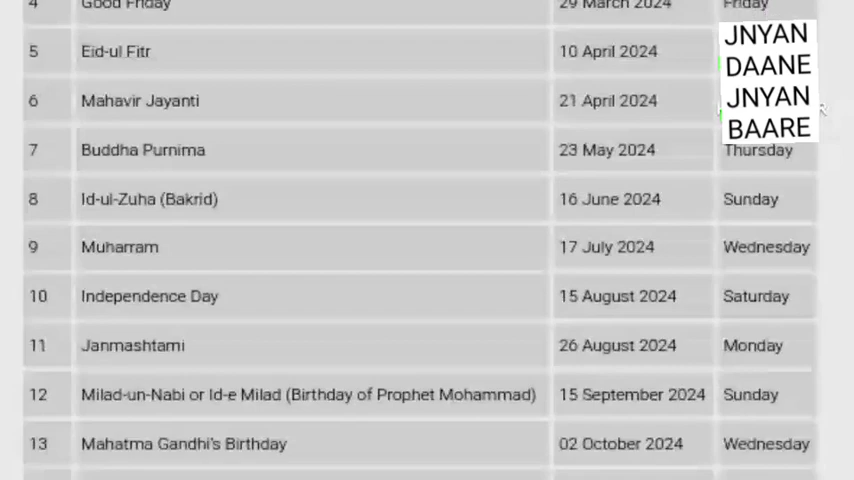 4 Good Friday 29 March 2024 Friday
5 Eid-ul Fitr 10 April 2024
6 Mahavir Jayanti 21 April 2024
JNYAN
DAANE
JNYAN
BAARE
7 Buddha Purnima 23 May 2024 Thursday
8 Id-ul-Zuha (Bakrid) 16 June 2024 Sunday
9 Muharram 17 July 2024 Wednesday
10 Independence Day 15 August 2024 Saturday
11 Janmashtami 26 August 2024 Monday
12 Milad-un-Nabi or Id-e Milad (Birthday of Prophet Mohammad) 15 September 2024 Sunday
13 Mahatma Gandhi's Birthday 02 October 2024 Wednesday